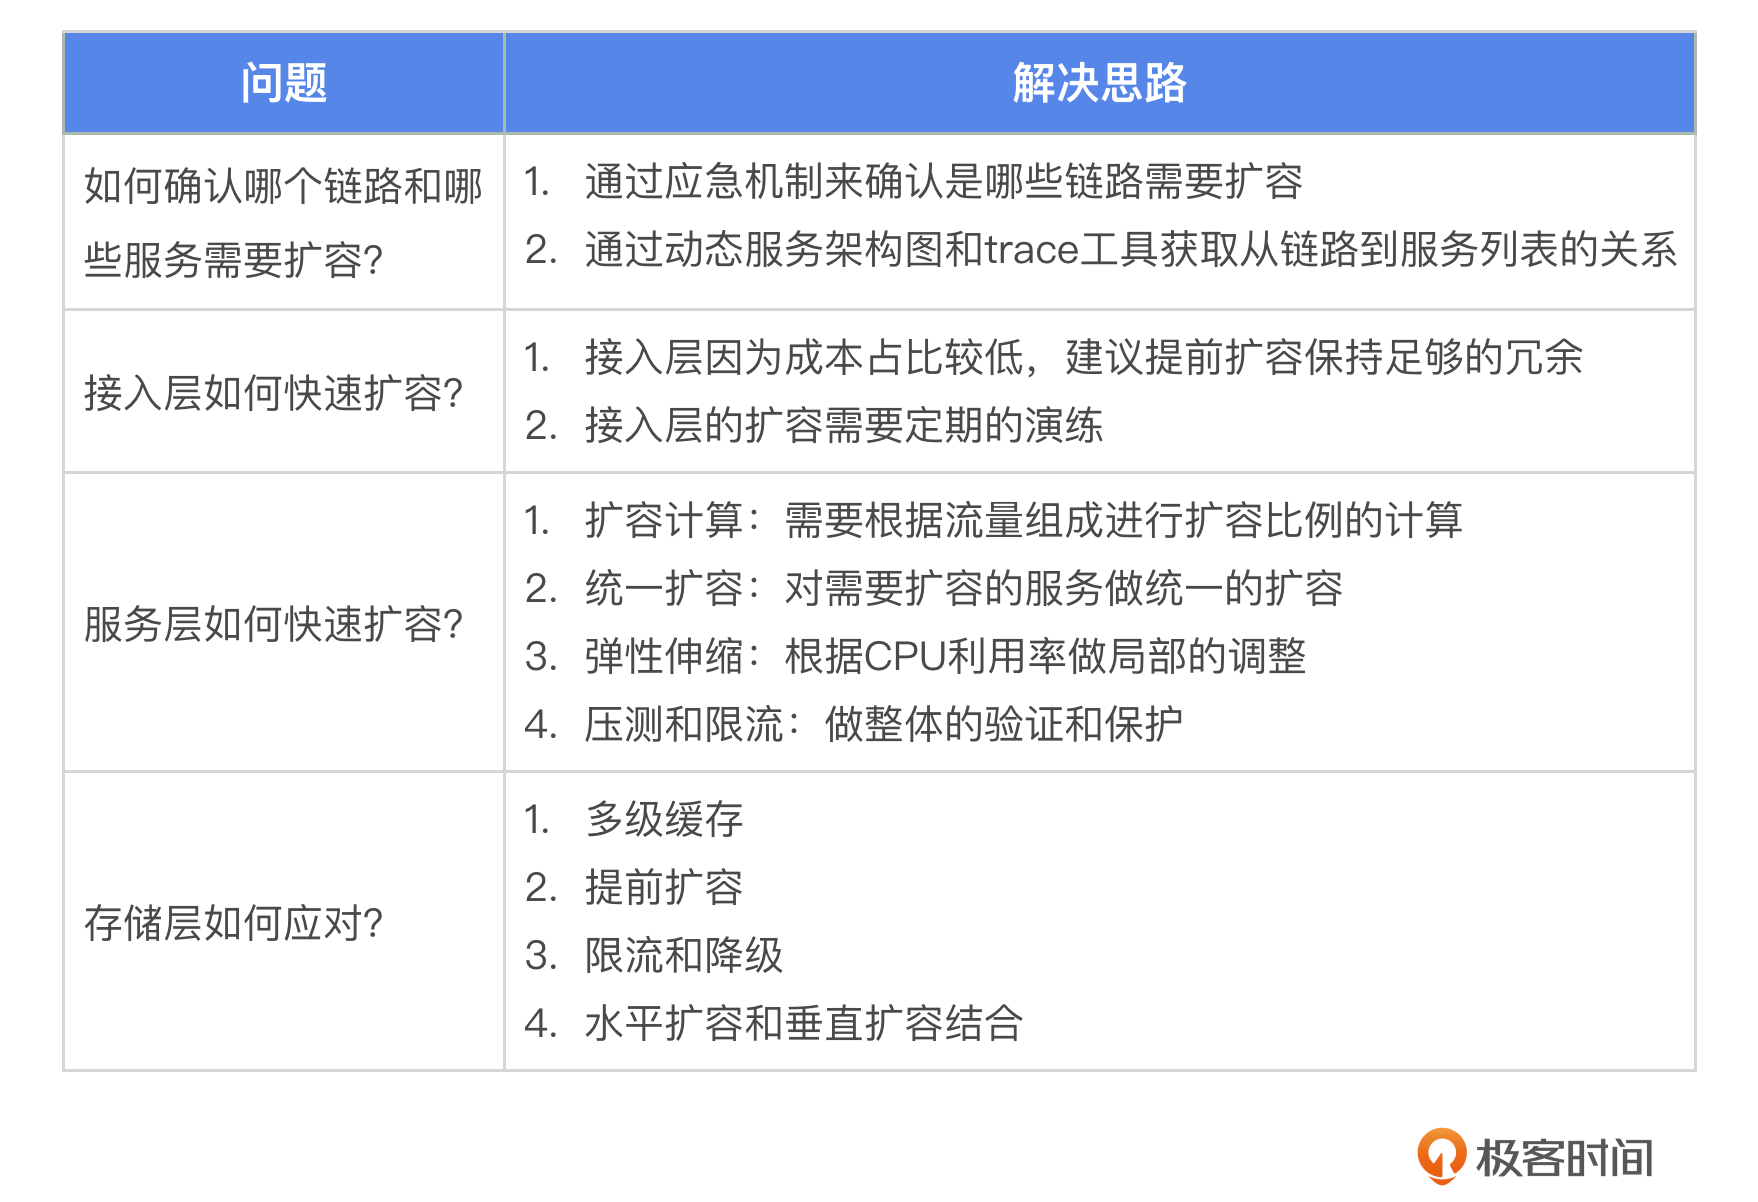 问题
解决思路
如何确认哪个链路和哪
些服务需要扩容?
1. 通过应急机制来确认是哪些链路需要扩容
2. 通过动态服务架构图和trace工具获取从链路到服务列表的关系
接入层如何快速扩容?
1. 接入层因为成本占比较低，建议提前扩容保持足够的冗余
2. 接入层的扩容需要定期的演练
服务层如何快速扩容?
1. 扩容计算：需要根据流量组成进行扩容比例的计算
2. 统一扩容：对需要扩容的服务做统一的扩容
3. 弹性伸缩：根据CPU利用率做局部的调整
4. 压测和限流：做整体的验证和保护
存储层如何应对?
1. 多级缓存
2. 提前扩容
3. 限流和降级
4. 水平扩容和垂直扩容结合
极客时间